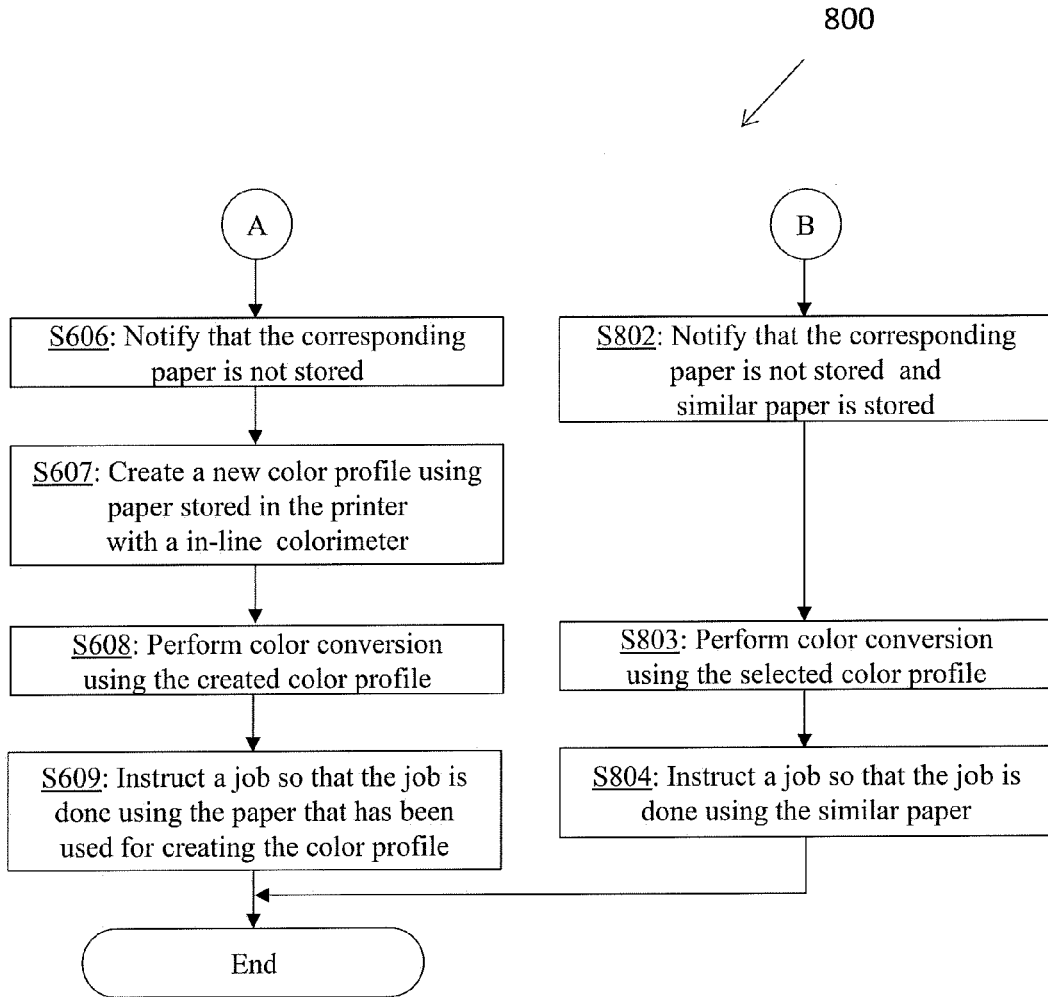 800
A
S606: Notify that the corresponding
paper is not stored
S607: Create a new color profile using
paper stored in the printer
with a in-line colorimeter
S608: Perform color conversion
using the created color profile
S609: Instruct a job so that the job is
done using the paper that has been
used for creating the color profile
B
S802: Notify that the corresponding
paper is not stored and
similar paper is stored
S803: Perform color conversion
using the selected color profile
S804: Instruct a job so that the job is
done using the similar paper
End